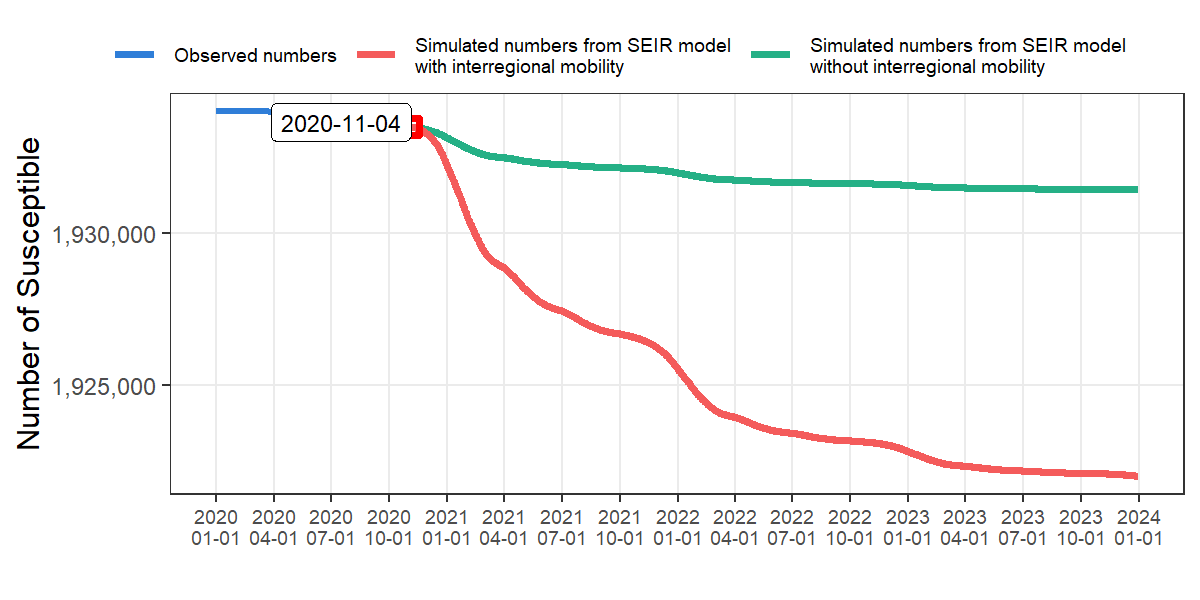 Observed numbers
Simulated numbers from SEIR model
with interregional mobility
Simulated numbers from SEIR model
without interregional mobility
2020-11-04
Number of Susceptible
1,930,000
1,925,000
2020 2020 2020 2020 2021 2021 2021 2021 2022 2022 2022 2022 2023 2023 2023 2023 2024
01-01 04-01 07-01 10-01 01-01 04-01 07-01 10-01 01-01 04-01 07-01 10-01 01-01 04-01 07-01 10-01 01-01